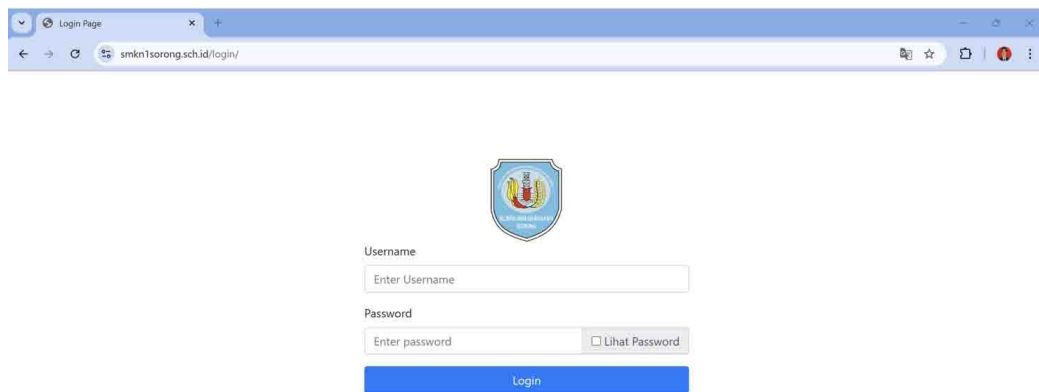 Login Page
smkn1sorong.sch.id/login/
Username
Enter Username
Password
Enter password
Lihat Password
Login